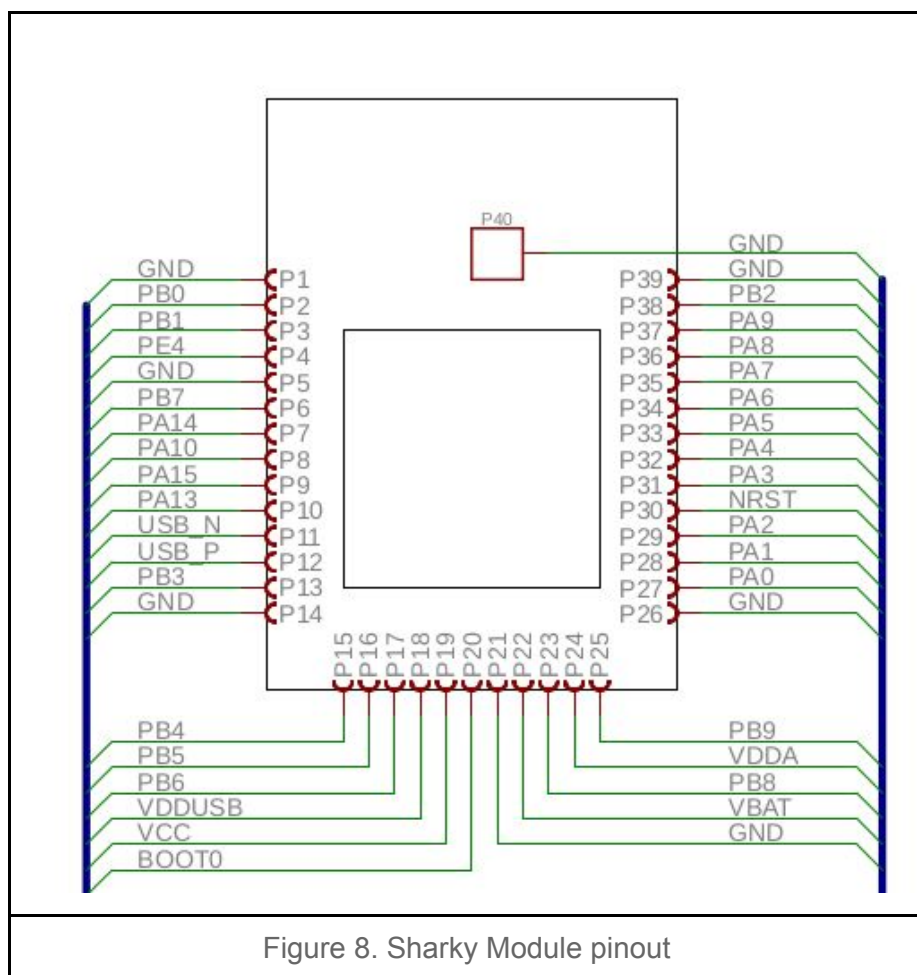 P40
GND
GND P1 P39 GND
PB0 P2 P38 PB2
PB1 P3 P37 PA9
PE4 P4 P36 PA8
GND P5 P35 PA7
PB7 P6 P34 PA6
PA14 P7 P33 PA5
PA10 P8 P32 PA4
PA15 P9 P31 PA3
PA13 P10 P30 NRST
USB_N P11 P29 PA2
USB_P P12 P28 PA1
PB3 P13 P27 PA0
GND P14 P26 GND
P15 P16 P17 P18 P19 P20 P21 P22 P23 P24 P25
PB4 PB9
PB5 VDDA
PB6 PB8
VDDUSB VBAT
VCC GND
BOOT0
Figure 8. Sharky Module pinout